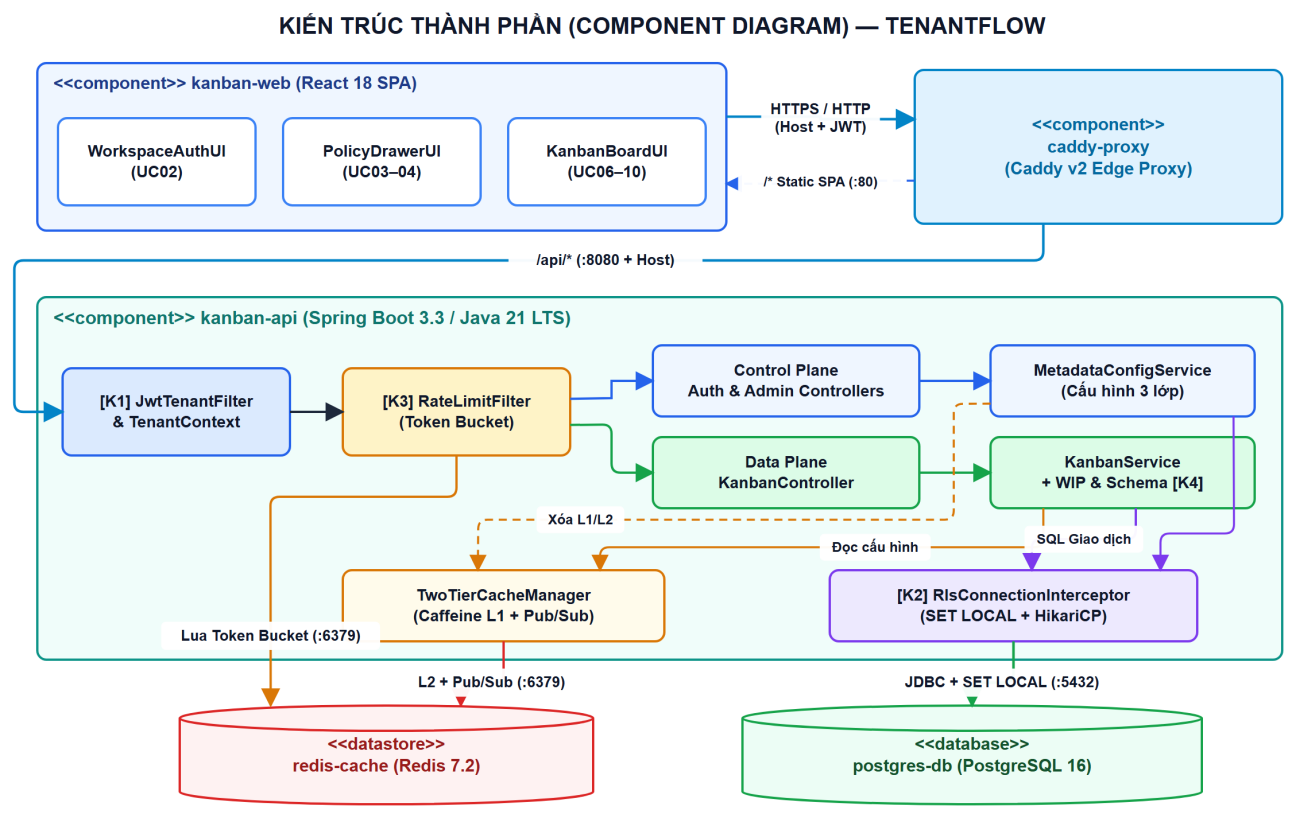 KIẾN TRÚC THÀNH PHẦN (COMPONENT DIAGRAM) — TENANTFLOW
<<component>> kanban-web (React 18 SPA)
WorkspaceAuthUI
(UC02)
PolicyDrawerUI
(UC03–04)
KanbanBoardUI
(UC06–10)
HTTPS / HTTP
(Host + JWT)
/* Static SPA (:80)
<<component>>
caddy-proxy
(Caddy v2 Edge Proxy)
/api/* (:8080 + Host)
<<component>> kanban-api (Spring Boot 3.3 / Java 21 LTS)
[K1] JwtTenantFilter
& TenantContext
[K3] RateLimitFilter
(Token Bucket)
Control Plane
Auth & Admin Controllers
MetadataConfigService
(Cấu hình 3 lớp)
Data Plane
KanbanController
KanbanService
+ WIP & Schema [K4]
Xóa L1/L2
Đọc cấu hình
SQL Giao dịch
TwoTierCacheManager
(Caffeine L1 + Pub/Sub)
[K2] RlsConnectionInterceptor
(SET LOCAL + HikariCP)
Lua Token Bucket (:6379)
L2 + Pub/Sub (:6379)
JDBC + SET LOCAL (:5432)
<<datastore>>
redis-cache (Redis 7.2)
<<database>>
postgres-db (PostgreSQL 16)